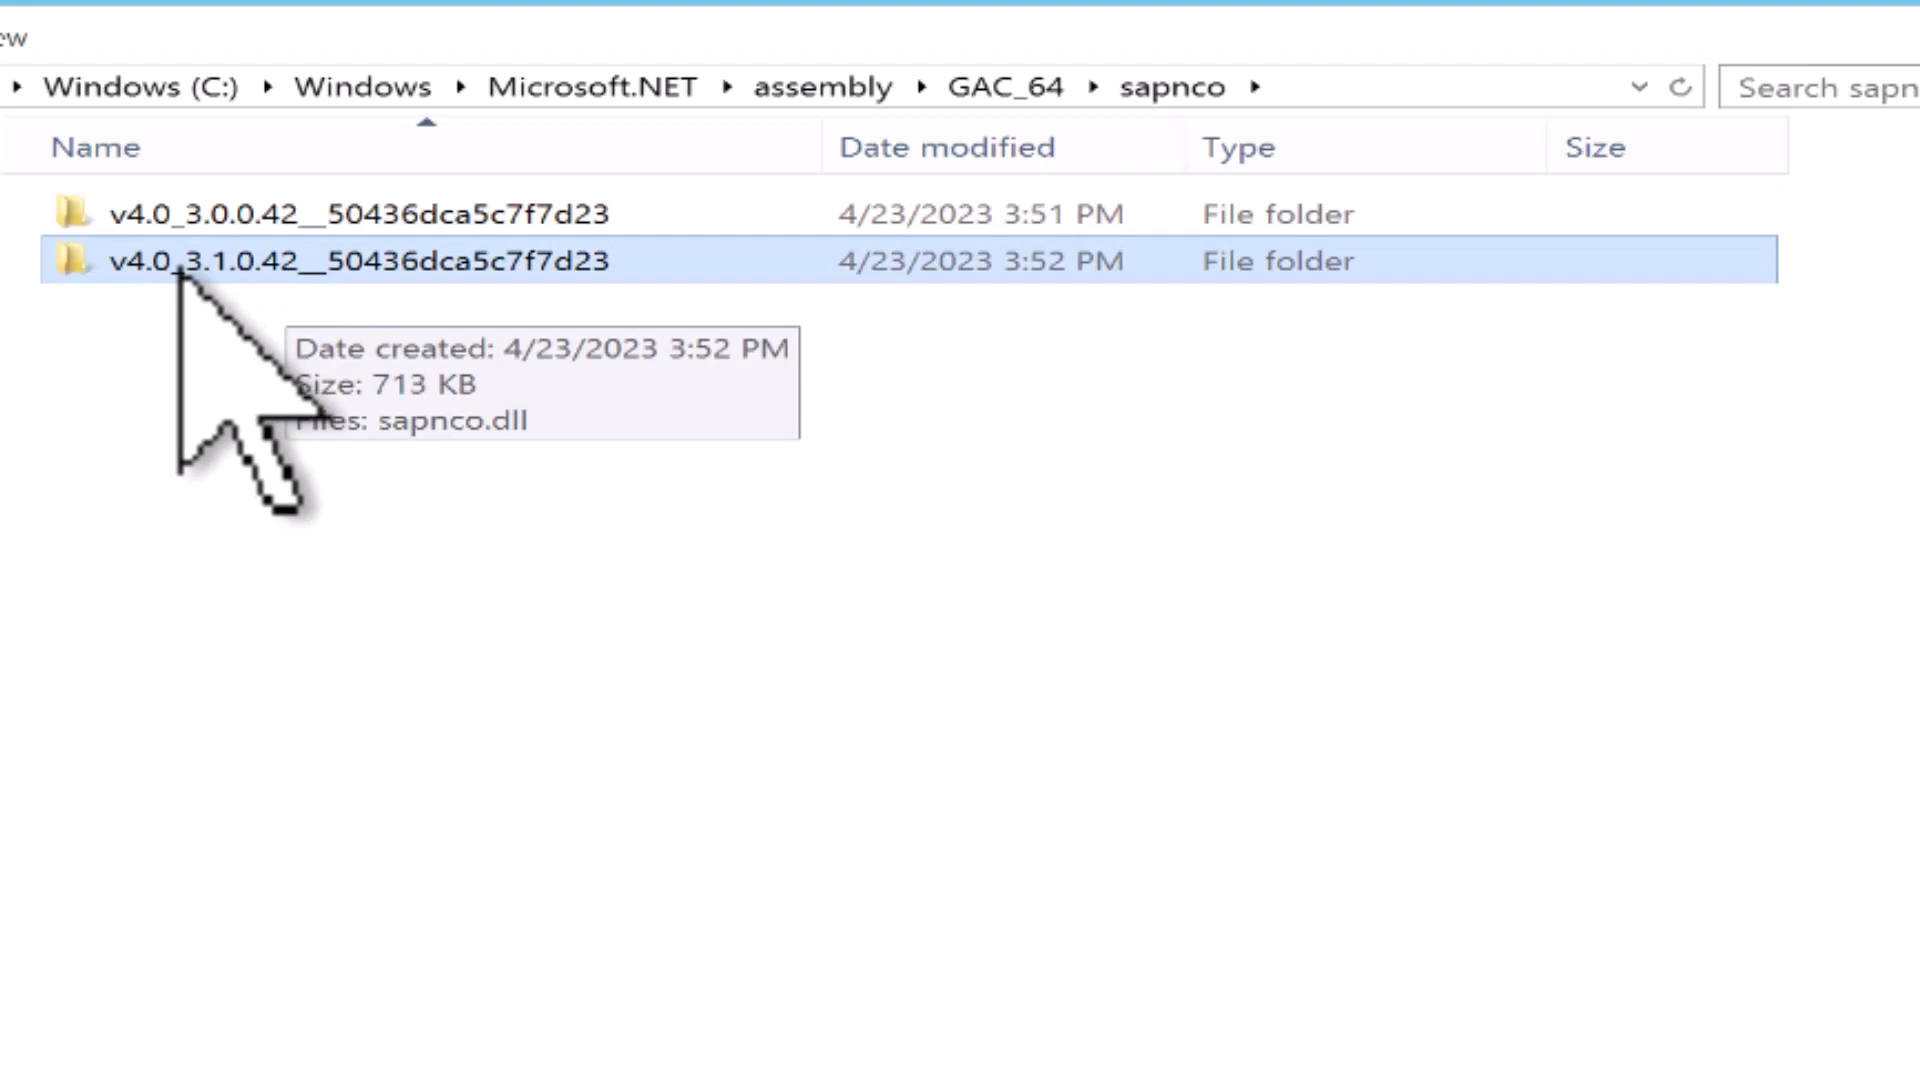 ew
Windows (C:) Windows Microsoft.NET assembly GAC_64 sapnco Search sapn
Name Date modified Type Size
v4.0_3.0.0.42__50436dca5c7f7d23 4/23/2023 3:51 PM File folder
v4.0_3.1.0.42__50436dca5c7f7d23 4/23/2023 3:52 PM File folder
Date created: 4/23/2023 3:52 PM
Size: 713 KB
Files: sapnco.dll